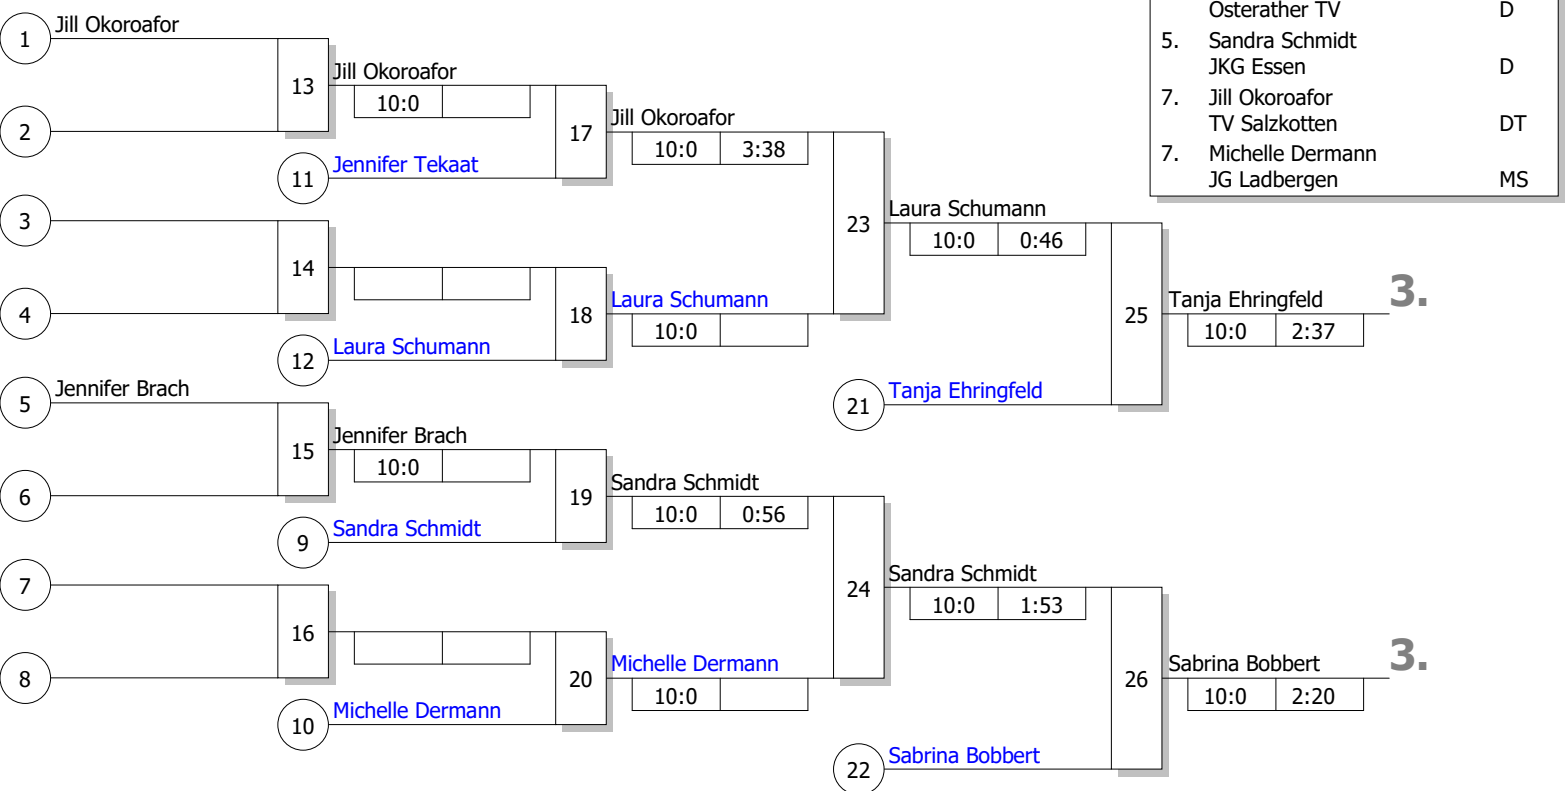 Osterather TV D
5. Sandra Schmidt
JKG Essen D
7. Jill Okoroafor
TV Salzkotten DT
7. Michelle Dermann
JG Ladbergen MS
1 Jill Okoroafor
13 Jill Okoroafor
10:0
2
17 Jill Okoroafor
10:0 3:38
11 Jennifer Tekaat
3
23 Laura Schumann
10:0 0:46
14
4
18 Laura Schumann
10:0
12 Laura Schumann
25 Tanja Ehringfeld 3.
10:0 2:37
21 Tanja Ehringfeld
5 Jennifer Brach
15 Jennifer Brach
10:0
6
19 Sandra Schmidt
10:0 0:56
9 Sandra Schmidt
7
24 Sandra Schmidt
10:0 1:53
16
8
20 Michelle Dermann
10:0
10 Michelle Dermann
26 Sabrina Bobbert 3.
10:0 2:20
22 Sabrina Bobbert